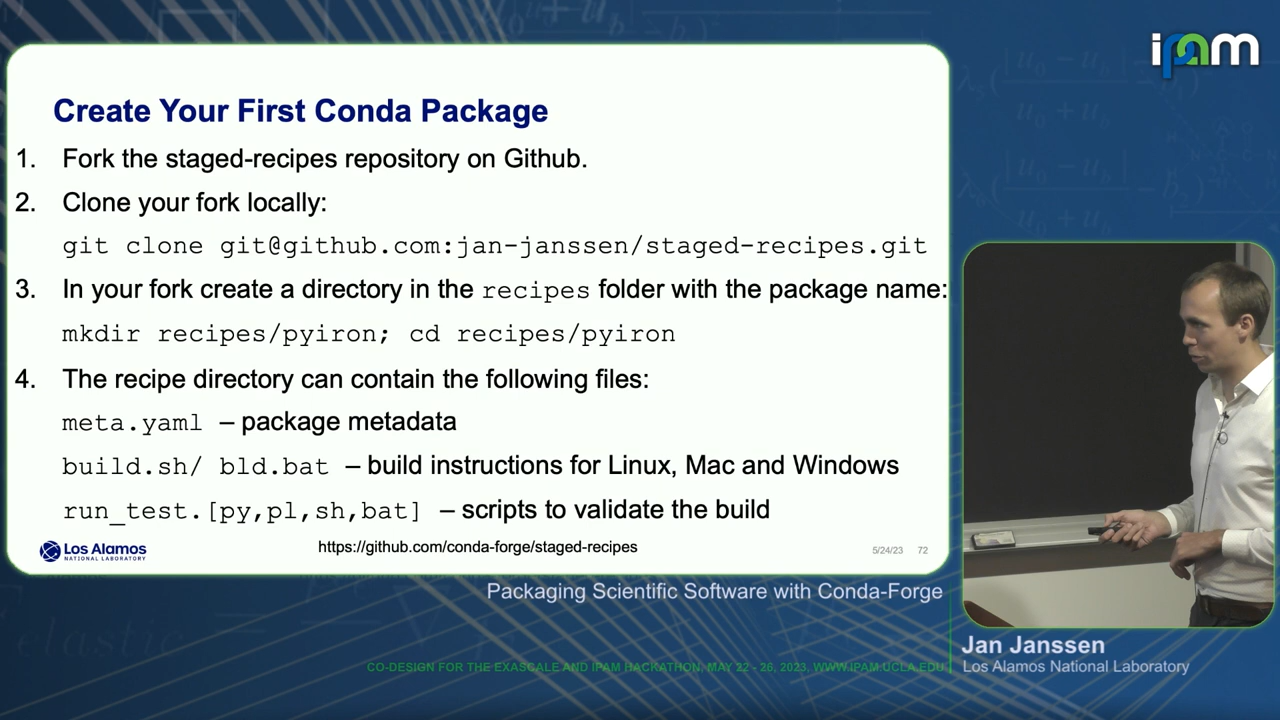 ipam
Create Your First Conda Package
1. Fork the staged-recipes repository on Github.
2. Clone your fork locally:
git clone git@github.com:jan-janssen/staged-recipes.git
3. In your fork create a directory in the recipes folder with the package name:
mkdir recipes/pyiron; cd recipes/pyiron
4. The recipe directory can contain the following files:
meta.yaml – package metadata
build.sh/ bld.bat – build instructions for Linux, Mac and Windows
run_test.[py,pl,sh,bat] – scripts to validate the build
Los Alamos
NATIONAL LABORATORY
https://github.com/conda-forge/staged-recipes
5/24/23 72
Packaging Scientific Software with Conda-Forge
Jan Janssen
Los Alamos National Laboratory
CO-DESIGN FOR THE EXASCALE AND IPAM HACKATHON, MAY 22 - 26, 2023, WWW.IPAM.UCLA.EDU
elastic